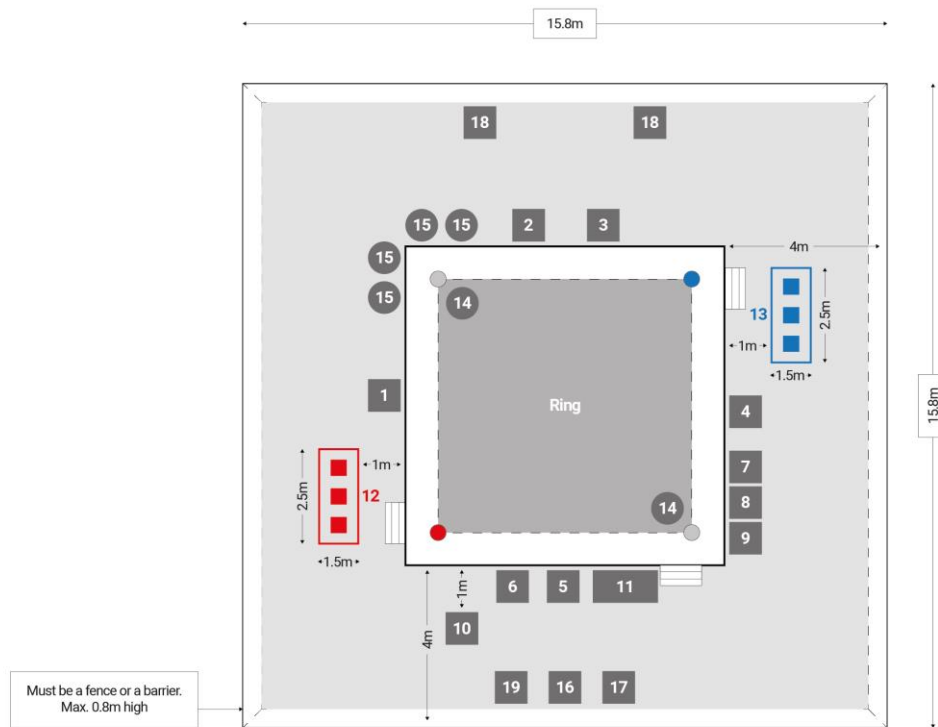 15.8m
18 18
15 15 2 3
15
4m
15
14
13
2.5m
1m
1.5m
1
Ring
4
15.8m
7
1m
12
2.5m
8
14
9
1.5m
1m
6 5 11
10
4m
19 16 17
Must be a fence or a barrier.
Max. 0.8m high